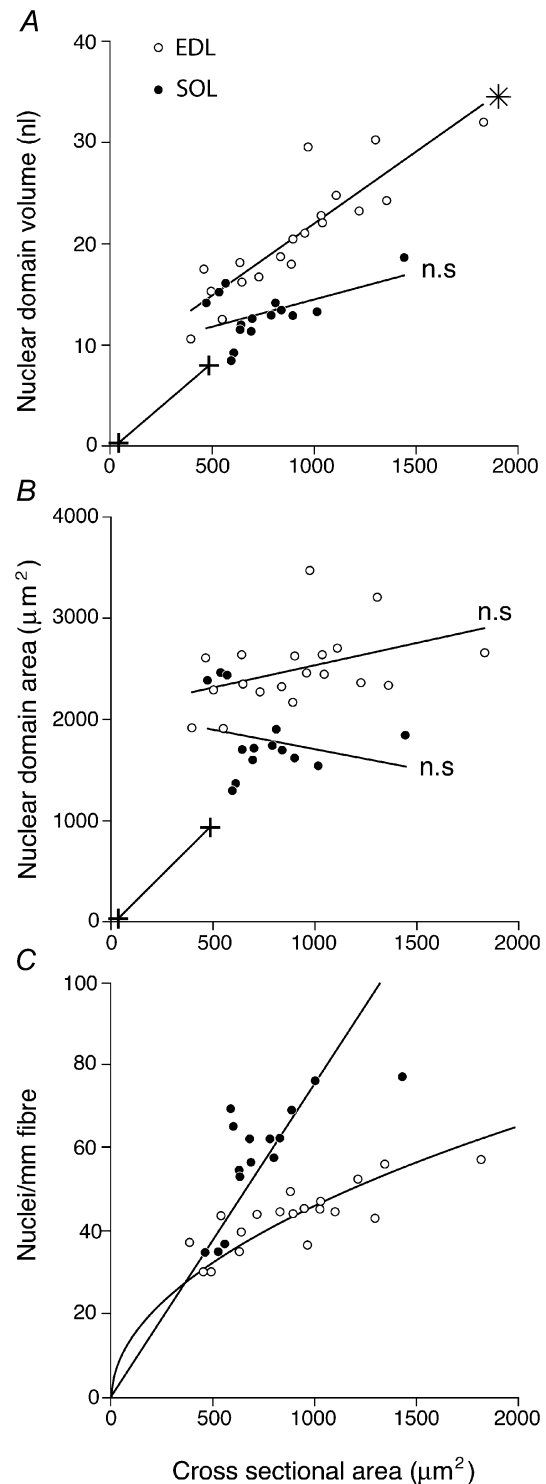 A
EDL
SOL
Nuclear domain volume (nl)
40
30
20
10
0
n.s
0 500 1000 1500 2000
B
Nuclear domain area (μm²)
4000
3000
2000
1000
0
n.s
n.s
0 500 1000 1500 2000
C
Nuclei/mm fibre
100
80
60
40
20
0
0 500 1000 1500 2000
Cross sectional area (μm²)